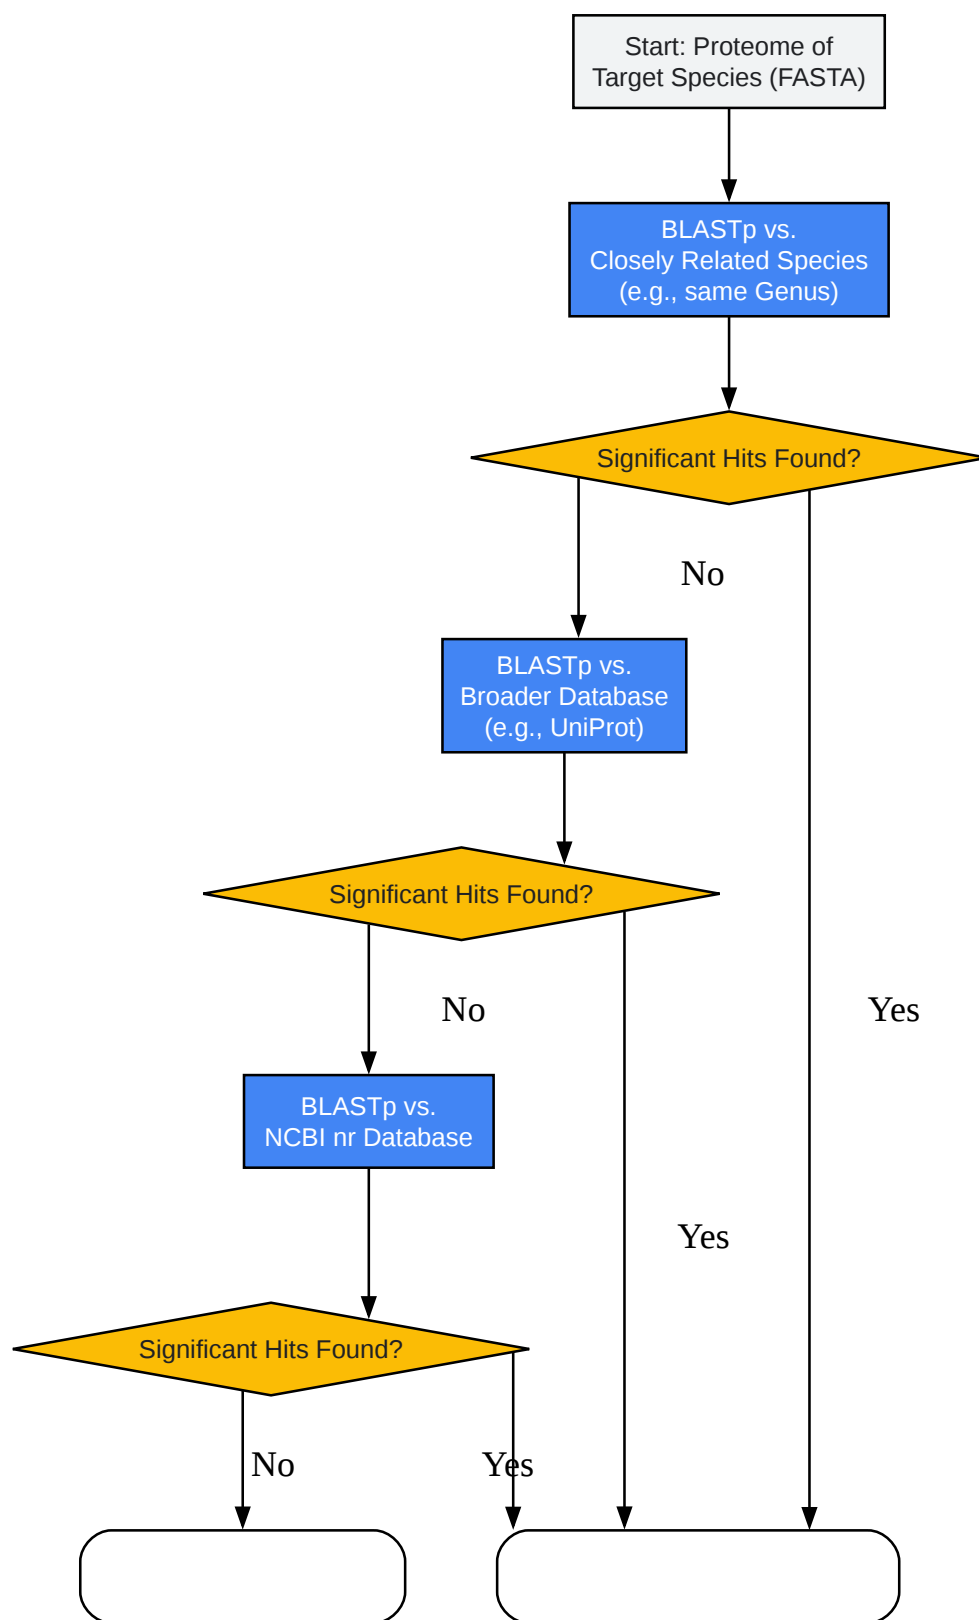 Start: Proteome of
Target Species (FASTA)
BLASTp vs.
Closely Related Species
(e.g., same Genus)
Significant Hits Found?
No
BLASTp vs.
Broader Database
(e.g., UniProt)
Significant Hits Found?
No
Yes
BLASTp vs.
NCBI nr Database
Yes
Significant Hits Found?
No
Yes